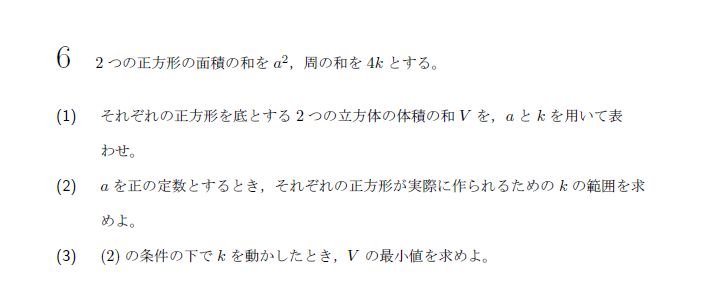 6 2つの正方形の面積の和を a²，周の和を 4k とする。
(1) それぞれの正方形を底とする 2 つの立方体の体積の和 V を，a と k を用いて表
わせ。
(2) a を正の定数とするとき，それぞれの正方形が実際に作られるための k の範囲を求
めよ。
(3) (2) の条件の下で k を動かしたとき，V の最小値を求めよ。